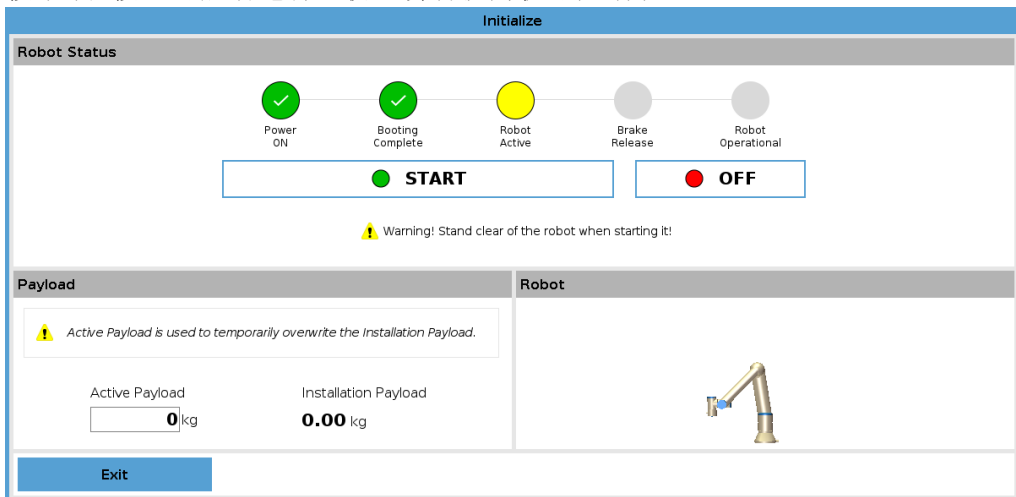 Initialize
Robot Status
Power
ON
Booting
Complete
Robot
Active
Brake
Release
Robot
Operational
START
OFF
Warning! Stand clear of the robot when starting it!
Payload
Robot
Active Payload is used to temporarily overwrite the Installation Payload.
Active Payload
Installation Payload
0 kg
0.00 kg
Exit